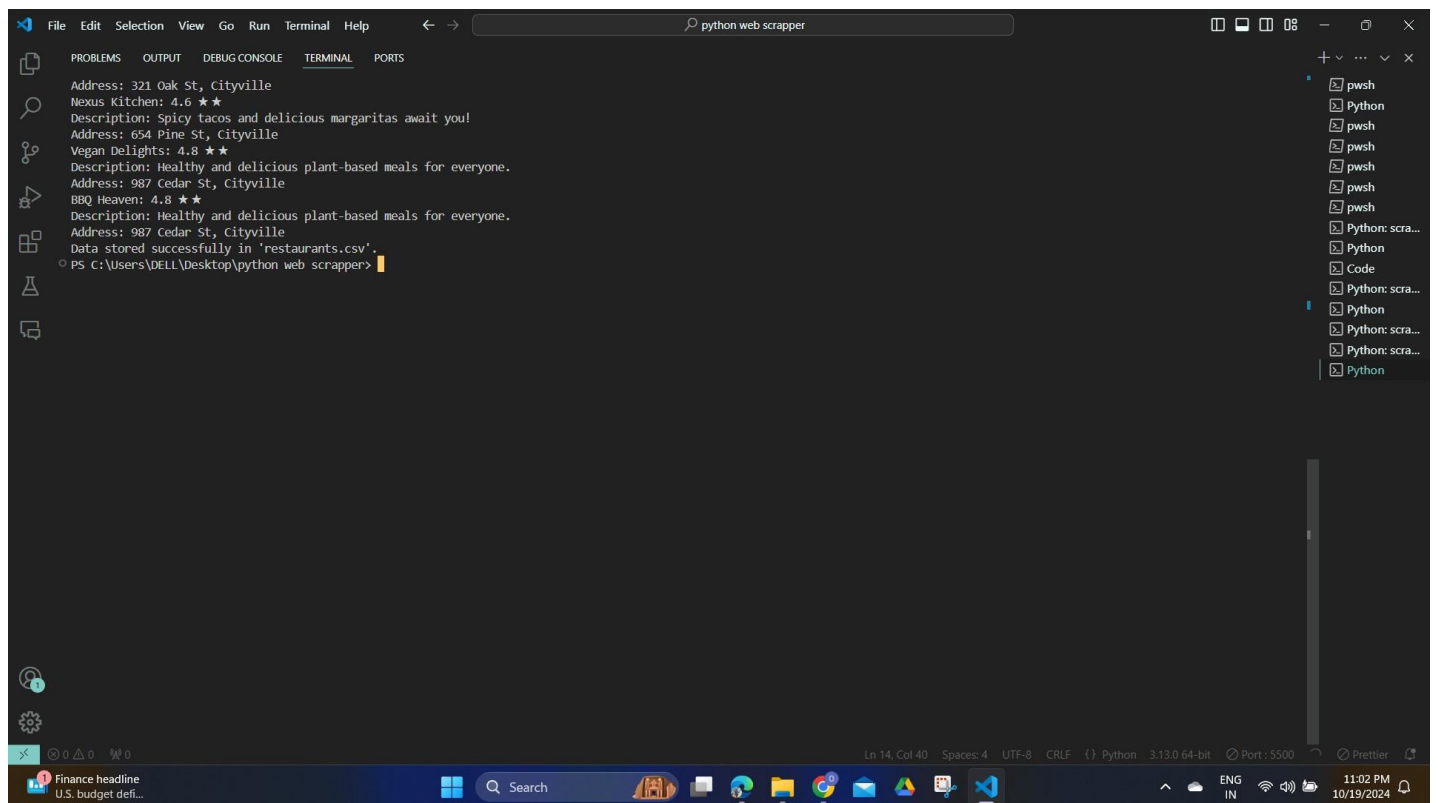 File Edit Selection View Go Run Terminal Help
python web scrapper
PROBLEMS OUTPUT DEBUG CONSOLE TERMINAL PORTS
Address: 321 Oak St, Cityville
Nexus Kitchen: 4.6 ★★
Description: Spicy tacos and delicious margaritas await you!
Address: 654 Pine St, Cityville
Vegan Delights: 4.8 ★★
Description: Healthy and delicious plant-based meals for everyone.
Address: 987 Cedar St, Cityville
BBQ Heaven: 4.8 ★★
Description: Healthy and delicious plant-based meals for everyone.
Address: 987 Cedar St, Cityville
Data stored successfully in 'restaurants.csv'.
PS C:\Users\DELL\Desktop\python web scrapper>
pwsh
Python
pwsh
pwsh
pwsh
pwsh
pwsh
Python: scra...
Python
Code
Python: scra...
Python
Python: scra...
Python: scra...
Python
1
0 0 0
Ln 14, Col 40 Spaces: 4 UTF-8 CRLF {} Python 3.13.0 64-bit Port : 5500 Prettier
1
Finance headline
U.S. budget defi...
Search
ENG
IN
11:02 PM
10/19/2024